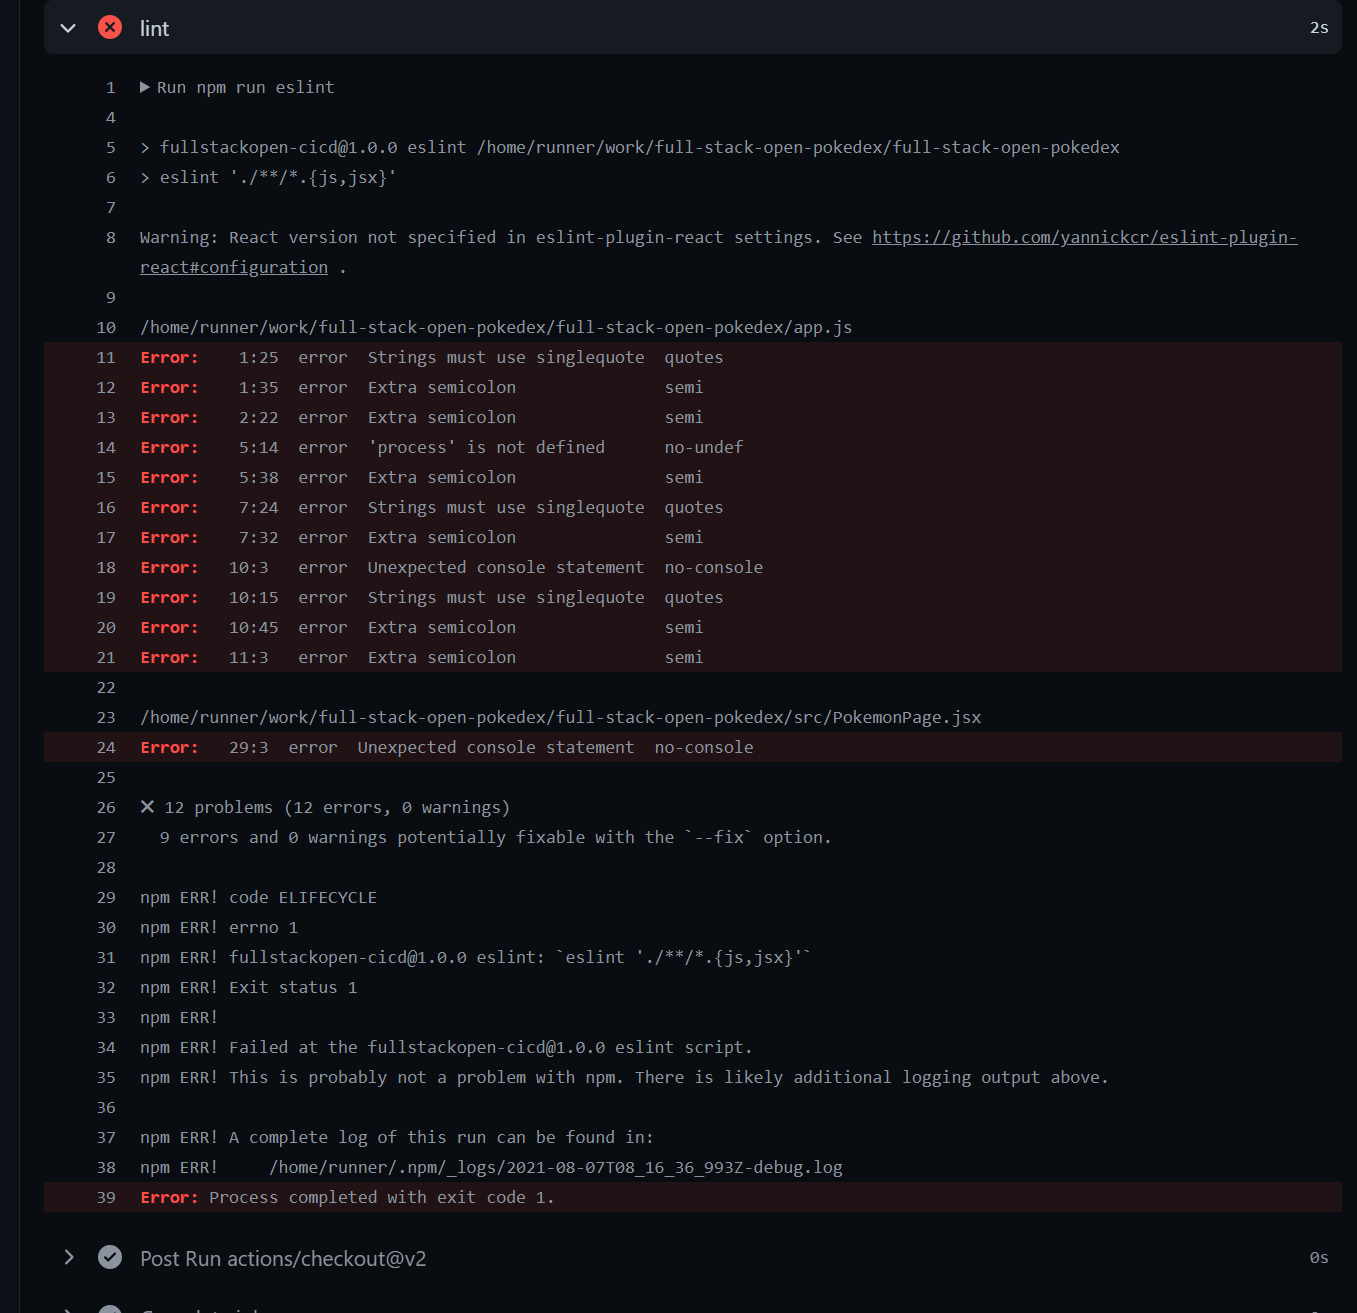 lint 2s
1 Run npm run eslint
4
5 > fullstackopen-cicd@1.0.0 eslint /home/runner/work/full-stack-open-pokedex/full-stack-open-pokedex
6 > eslint './**/*.{js,jsx}'
7
8 Warning: React version not specified in eslint-plugin-react settings. See https://github.com/yannickcr/eslint-plugin-
react#configuration .
9
10 /home/runner/work/full-stack-open-pokedex/full-stack-open-pokedex/app.js
11 Error: 1:25 error Strings must use singlequote quotes
12 Error: 1:35 error Extra semicolon semi
13 Error: 2:22 error Extra semicolon semi
14 Error: 5:14 error 'process' is not defined no-undef
15 Error: 5:38 error Extra semicolon semi
16 Error: 7:24 error Strings must use singlequote quotes
17 Error: 7:32 error Extra semicolon semi
18 Error: 10:3 error Unexpected console statement no-console
19 Error: 10:15 error Strings must use singlequote quotes
20 Error: 10:45 error Extra semicolon semi
21 Error: 11:3 error Extra semicolon semi
22
23 /home/runner/work/full-stack-open-pokedex/full-stack-open-pokedex/src/PokemonPage.jsx
24 Error: 29:3 error Unexpected console statement no-console
25
26 ✕ 12 problems (12 errors, 0 warnings)
27 9 errors and 0 warnings potentially fixable with the `--fix` option.
28
29 npm ERR! code ELIFECYCLE
30 npm ERR! errno 1
31 npm ERR! fullstackopen-cicd@1.0.0 eslint: `eslint './**/*.{js,jsx}'`
32 npm ERR! Exit status 1
33 npm ERR!
34 npm ERR! Failed at the fullstackopen-cicd@1.0.0 eslint script.
35 npm ERR! This is probably not a problem with npm. There is likely additional logging output above.
36
37 npm ERR! A complete log of this run can be found in:
38 npm ERR! /home/runner/.npm/_logs/2021-08-07T08_16_36_993Z-debug.log
39 Error: Process completed with exit code 1.
Post Run actions/checkout@v2 0s